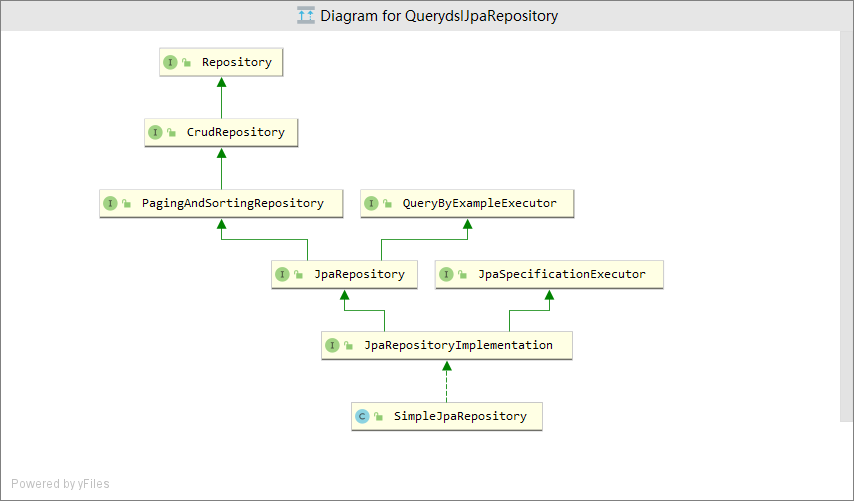 Diagram for QuerydslJpaRepository
I Repository
I CrudRepository
I PagingAndSortingRepository
I QueryByExampleExecutor
I JpaRepository
I JpaSpecificationExecutor
I JpaRepositoryImplementation
C SimpleJpaRepository
Powered by yFiles